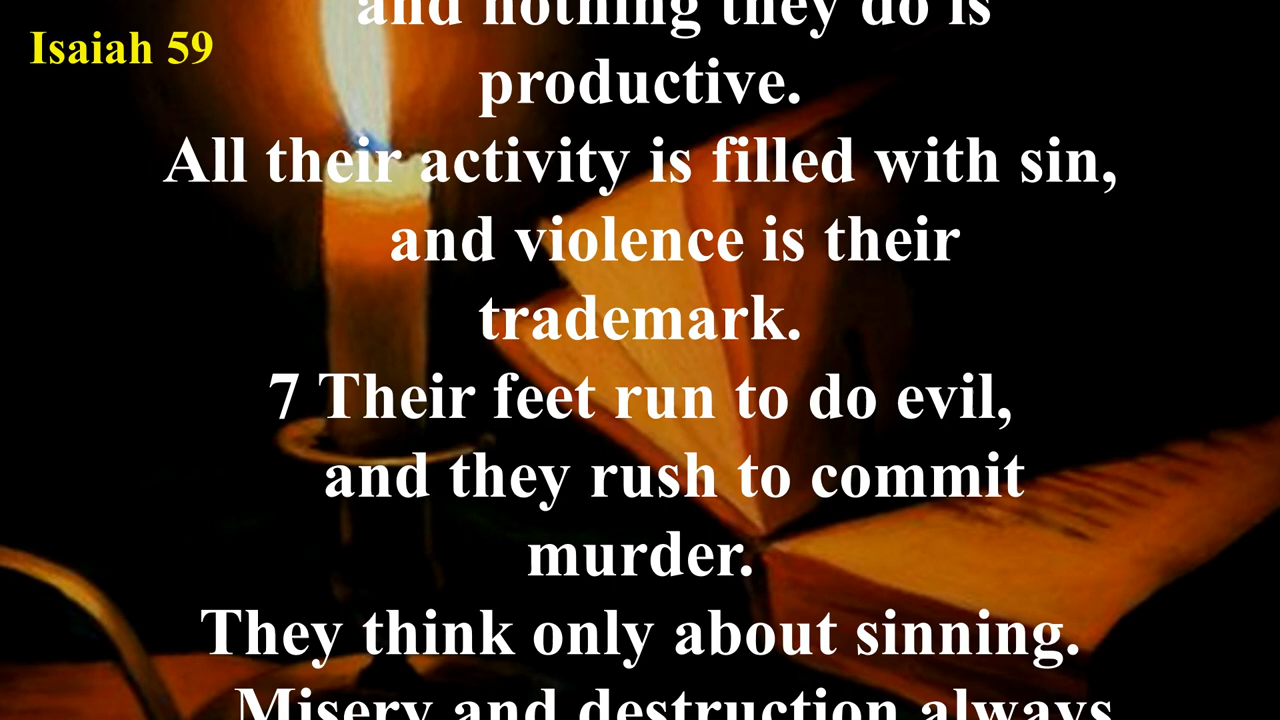 Isaiah 59
and nothing they do is
productive.
All their activity is filled with sin,
and violence is their
trademark.
7 Their feet run to do evil,
and they rush to commit
murder.
They think only about sinning.
Misery and destruction always